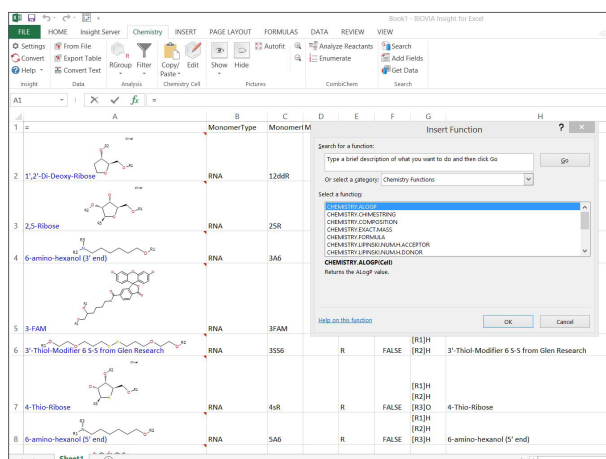 Book1 - BIOVIA Insight for Excel
FILE HOME Insight Server Chemistry INSERT PAGE LAYOUT FORMULAS DATA REVIEW VIEW
Settings From File RGroup Filter Copy/ Paste Edit Show Hide Autofit Analyze Reactants Search
Convert Export Table Enumerate Add Fields
Help Convert Text Get Data
Insight Data Analysis Chemistry Cell Pictures CombiChem Search
A1 fx =
A B C D E F G H
1 = MonomerType MonomerI M
Insert Function ? ×
Search for a function:
Type a brief description of what you want to do and then click Go Go
Or select a category: Chemistry Functions
Select a function:
CHEMISTRY.ALOGP
CHEMISTRY.CHIMESTRING
CHEMISTRY.COMPOSITION
CHEMISTRY.EXACT.MASS
CHEMISTRY.FORMULA
CHEMISTRY.LIPINSKI.NUM.H.ACCEPTOR
CHEMISTRY.LIPINSKI.NUM.H.DONOR
CHEMISTRY.ALOGP(Cell)
Returns the ALogP value.
Help on this function OK Cancel
2 1',2'-Di-Deoxy-Ribose RNA 12ddR
3 2,5-Ribose RNA 25R
4 6-amino-hexanol (3' end) RNA 3A6
5 3-FAM RNA 3FAM
[R1]H
6 3'-Thiol-Modifier 6 S-S from Glen Research RNA 3SS6 R FALSE [R2]H 3'-Thiol-Modifier 6 S-S from Glen Research
[R1]H
[R2]H
7 4-Thio-Ribose RNA 4sR R FALSE [R3]O 4-Thio-Ribose
[R1]H
[R2]H
8 6-amino-hexanol (5' end) RNA 5A6 R FALSE [R3]H 6-amino-hexanol (5' end)
Sheet1